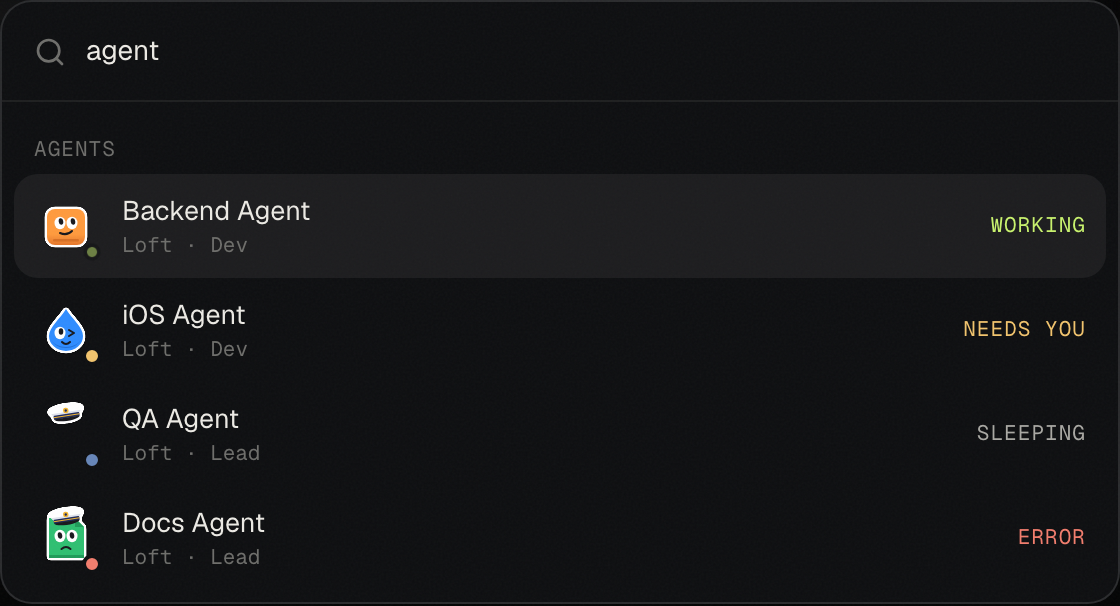 agent
AGENTS
Backend Agent
Loft · Dev
WORKING
iOS Agent
Loft · Dev
NEEDS YOU
QA Agent
Loft · Lead
SLEEPING
Docs Agent
Loft · Lead
ERROR